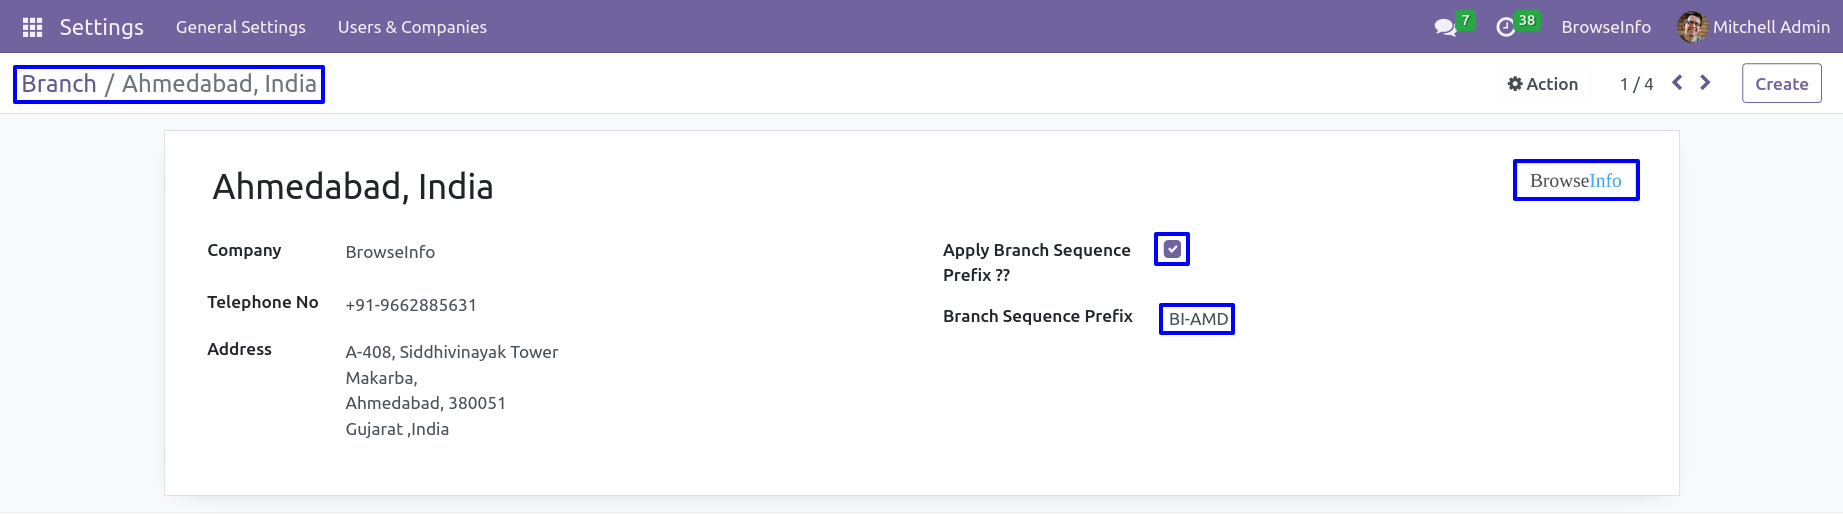 Settings General Settings Users & Companies 7 38 BrowseInfo Mitchell Admin
Branch / Ahmedabad, India Action 1 / 4 Create
Ahmedabad, India
BrowseInfo
Company BrowseInfo
Telephone No +91-9662885631
Address A-408, Siddhivinayak Tower
Makarba,
Ahmedabad, 380051
Gujarat ,India
Apply Branch Sequence
Prefix ??
Branch Sequence Prefix BI-AMD